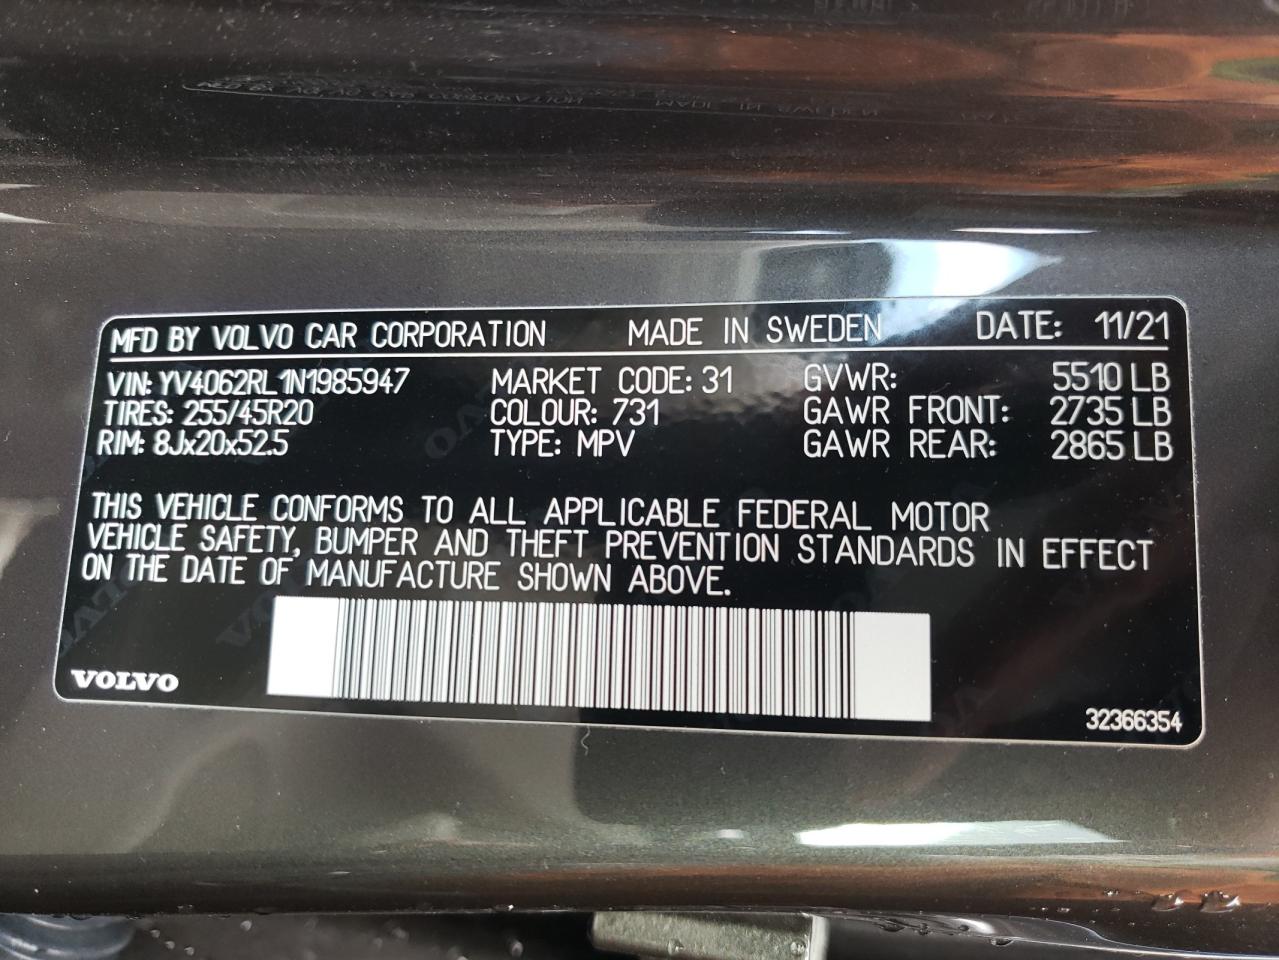 MFD BY VOLVO CAR CORPORATION MADE IN SWEDEN DATE: 11/21
VIN: YV4062RL1N1985947 MARKET CODE: 31 GVWR: 5510 LB
TIRES: 255/45R20 COLOUR: 731 GAWR FRONT: 2735 LB
RIM: 8Jx20x52.5 TYPE: MPV GAWR REAR: 2865 LB
THIS VEHICLE CONFORMS TO ALL APPLICABLE FEDERAL MOTOR
VEHICLE SAFETY, BUMPER AND THEFT PREVENTION STANDARDS IN EFFECT
ON THE DATE OF MANUFACTURE SHOWN ABOVE.
VOLVO
32366354